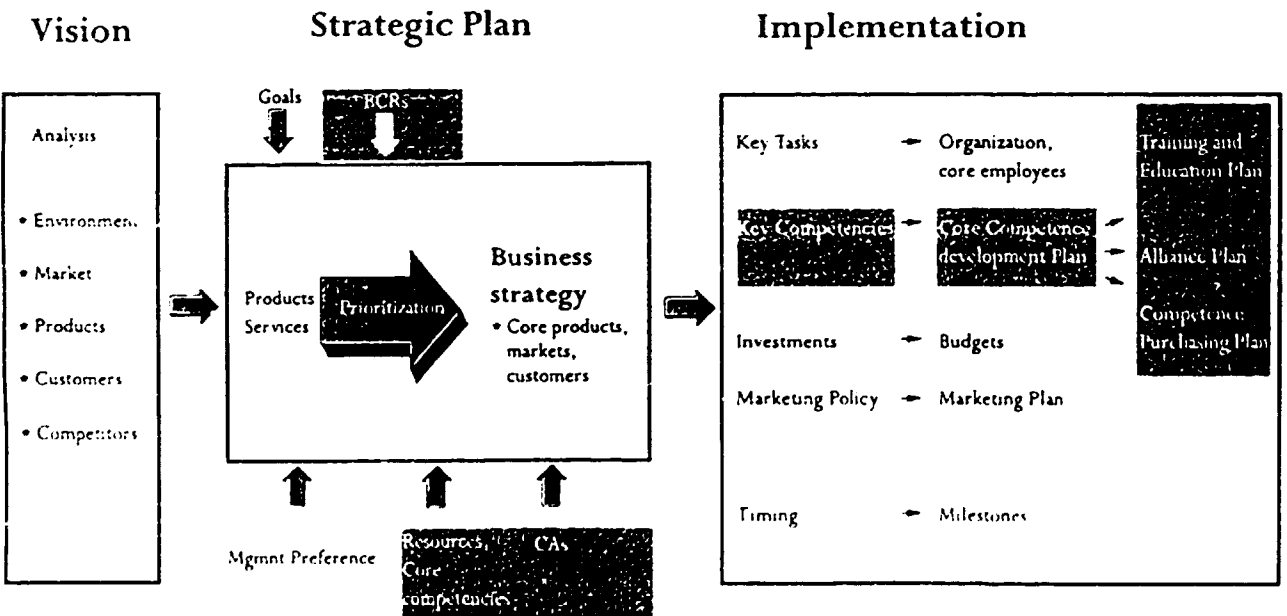 Vision
Strategic Plan
Implementation
Analysis
* Environment
* Market
* Products
* Customers
* Competitors
Goals
BCRs
Products
Services
Prioritization
Business
strategy
* Core products,
markets,
customers
Mgmnt Preference
Resources,
Core
competencies
CAs
Key Tasks
Organization,
core employees
Training and
Education Plan
Key Competencies
Core Competence
development Plan
Alliance Plan
Competence
Purchasing Plan
Investments
Budgets
Marketing Policy
Marketing Plan
Timing
Milestones